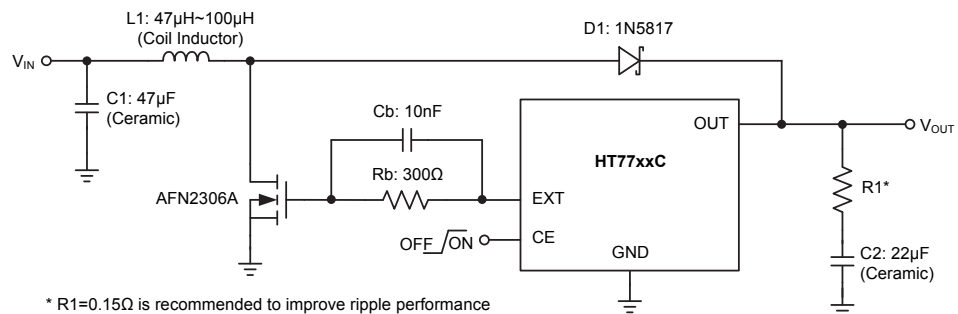 L1: 47µH~100µH
(Coil Inductor)
D1: 1N5817
VIN
C1: 47µF
(Ceramic)
Cb: 10nF
OUT
VOUT
HT77xxC
Rb: 300Ω
R1*
AFN2306A
EXT
OFF ON
CE
GND
C2: 22µF
(Ceramic)
* R1=0.15Ω is recommended to improve ripple performance